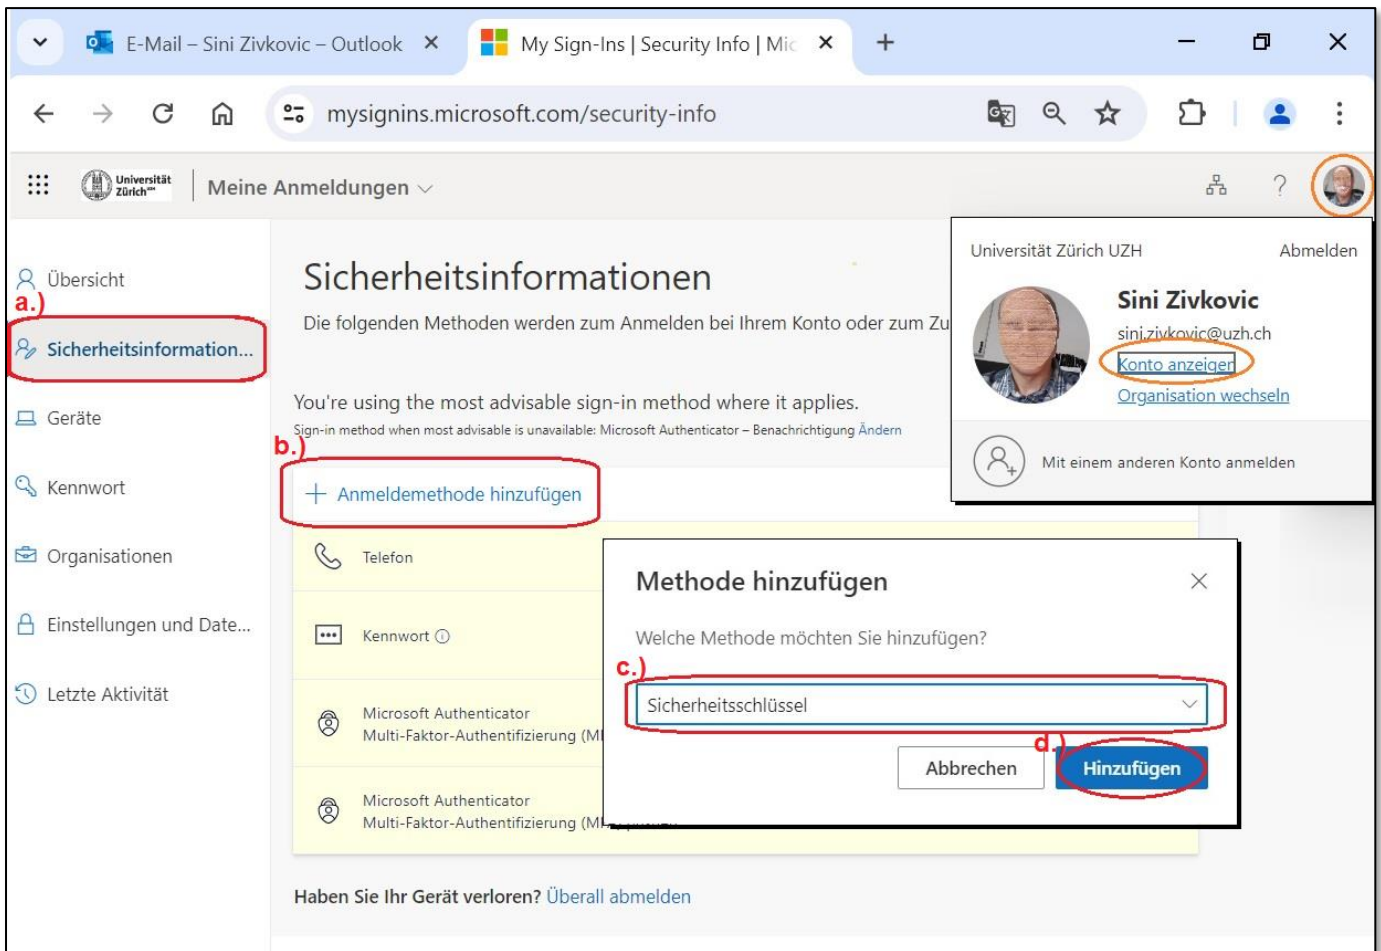 E-Mail – Sini Zivkovic – Outlook
My Sign-Ins | Security Info | Mic
mysignins.microsoft.com/security-info
Universität
Zürich
Meine Anmeldungen
?
Universität Zürich UZH
Abmelden
Sini Zivkovic
sini.zivkovic@uzh.ch
Konto anzeigen
Organisation wechseln
Mit einem anderen Konto anmelden
Übersicht
a.)
Sicherheitsinformation...
Geräte
Kennwort
Organisationen
Einstellungen und Date...
Letzte Aktivität
Sicherheitsinformationen
Die folgenden Methoden werden zum Anmelden bei Ihrem Konto oder zum Zu
You're using the most advisable sign-in method where it applies.
Sign-in method when most advisable is unavailable: Microsoft Authenticator – Benachrichtigung Ändern
b.)
+ Anmeldemethode hinzufügen
Telefon
Kennwort
Microsoft Authenticator
Multi-Faktor-Authentifizierung (MF
Microsoft Authenticator
Multi-Faktor-Authentifizierung
Methode hinzufügen
Welche Methode möchten Sie hinzufügen?
c.)
Sicherheitsschlüssel
d.)
Abbrechen
Hinzufügen
Haben Sie Ihr Gerät verloren? Überall abmelden